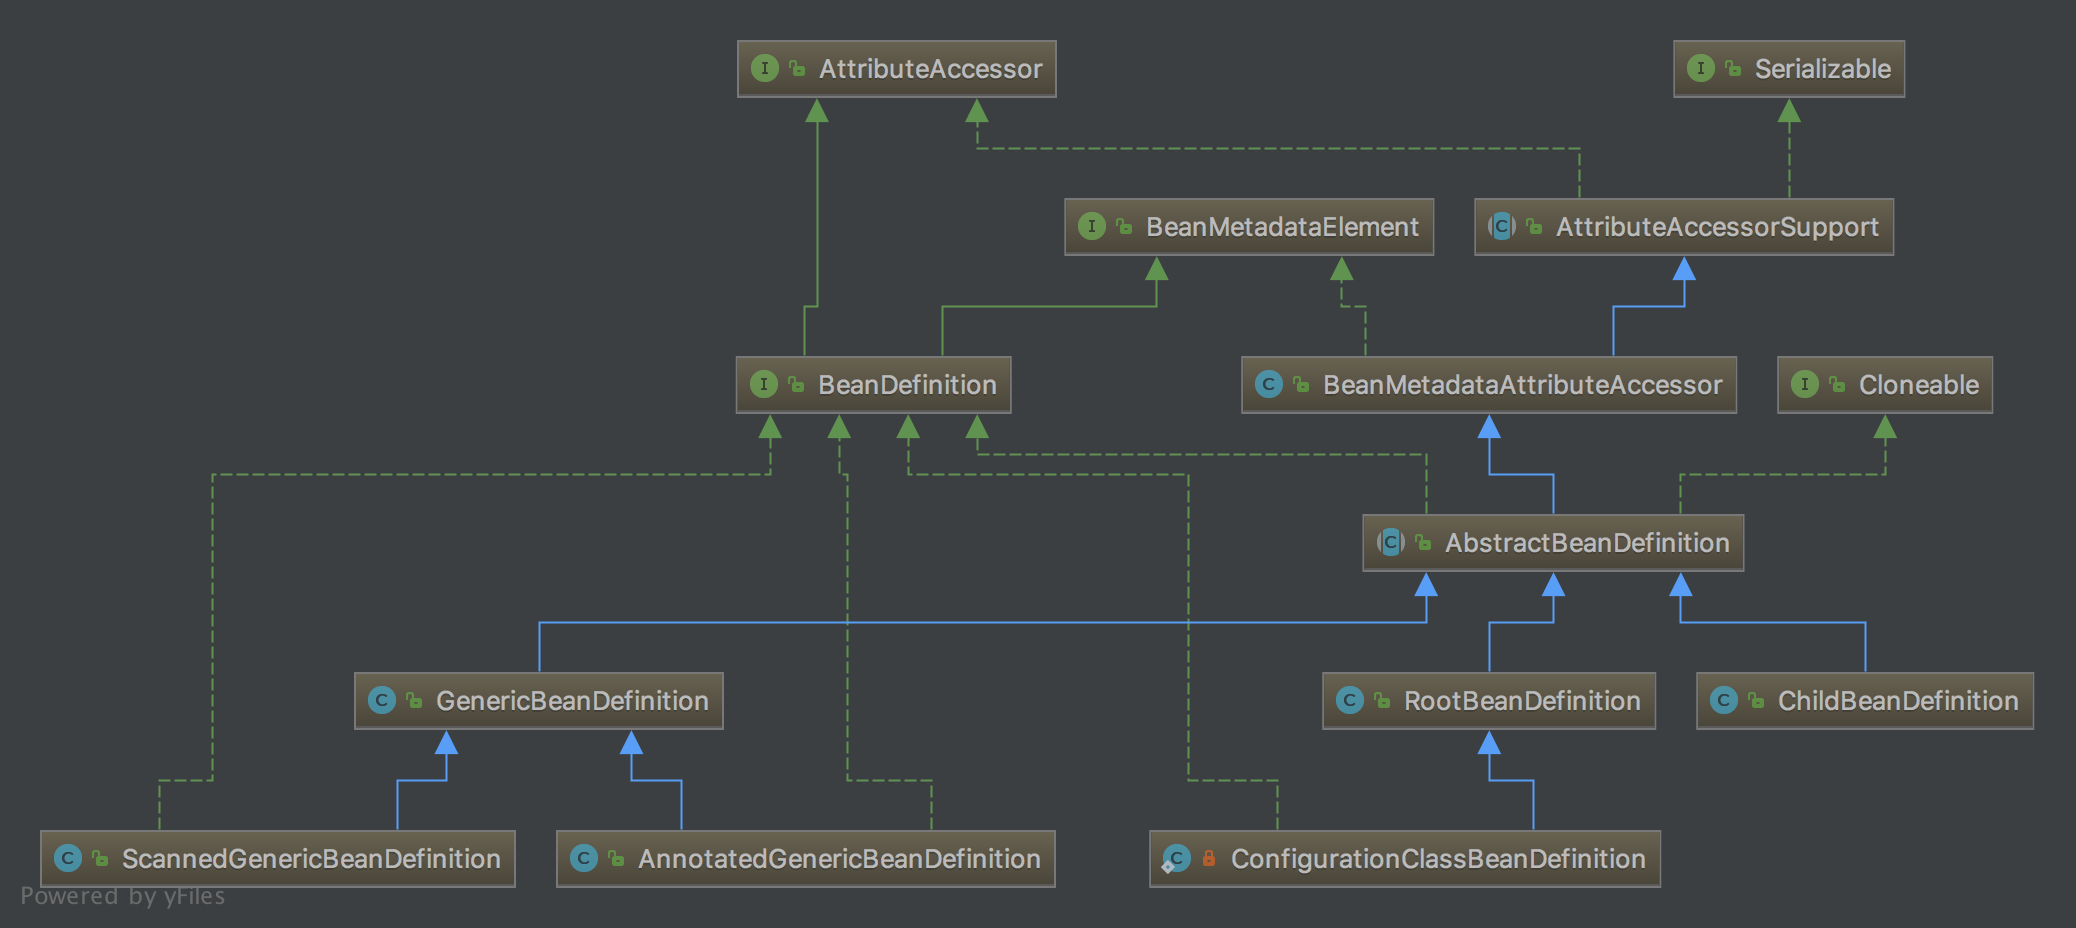 I AttributeAccessor
I Serializable
I BeanMetadataElement
C AttributeAccessorSupport
I BeanDefinition
C BeanMetadataAttributeAccessor
I Cloneable
C AbstractBeanDefinition
C GenericBeanDefinition
C RootBeanDefinition
C ChildBeanDefinition
C ScannedGenericBeanDefinition
C AnnotatedGenericBeanDefinition
C ConfigurationClassBeanDefinition
Powered by yFiles